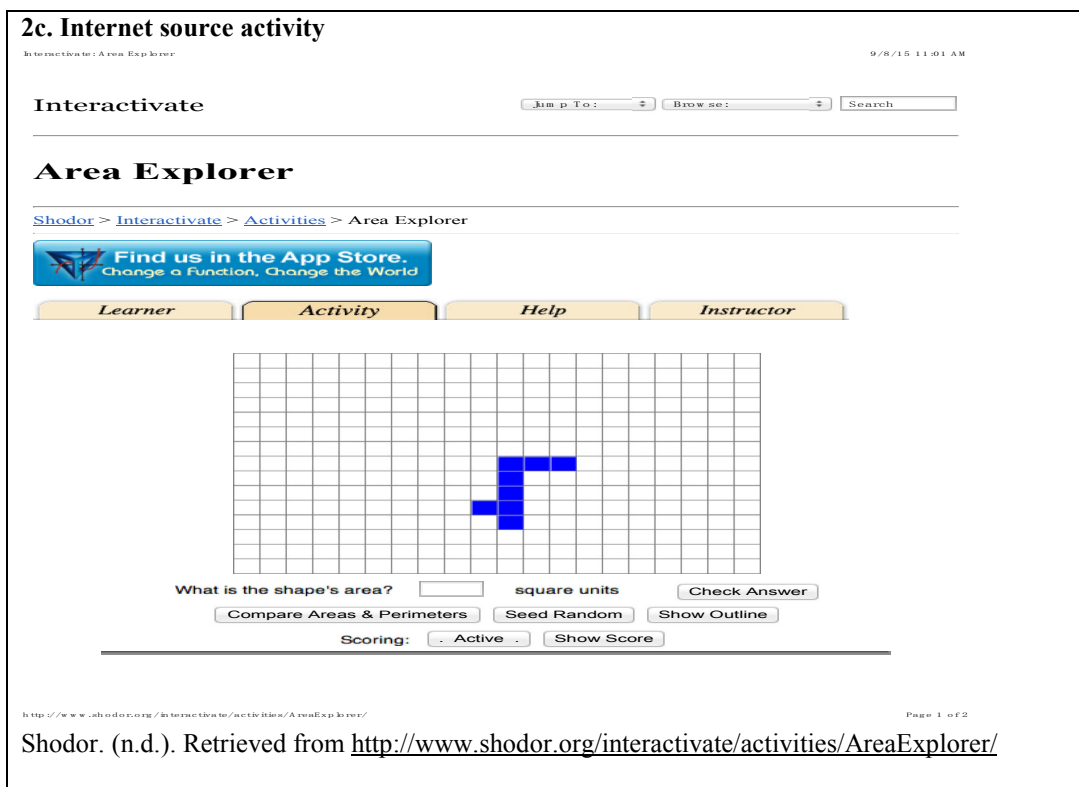 2c. Internet source activity
Interactivate: Area Explorer 9/8/15 11:01 AM
Interactivate Jump To: Browse: Search
Area Explorer
Shodor > Interactivate > Activities > Area Explorer
Find us in the App Store.
Change a Function, Change the World
Learner Activity Help Instructor
What is the shape's area? square units Check Answer
Compare Areas & Perimeters Seed Random Show Outline
Scoring: . Active . Show Score
http://www.shodor.org/interactivate/activities/AreaExplorer/ Page 1 of 2
Shodor. (n.d.). Retrieved from http://www.shodor.org/interactivate/activities/AreaExplorer/